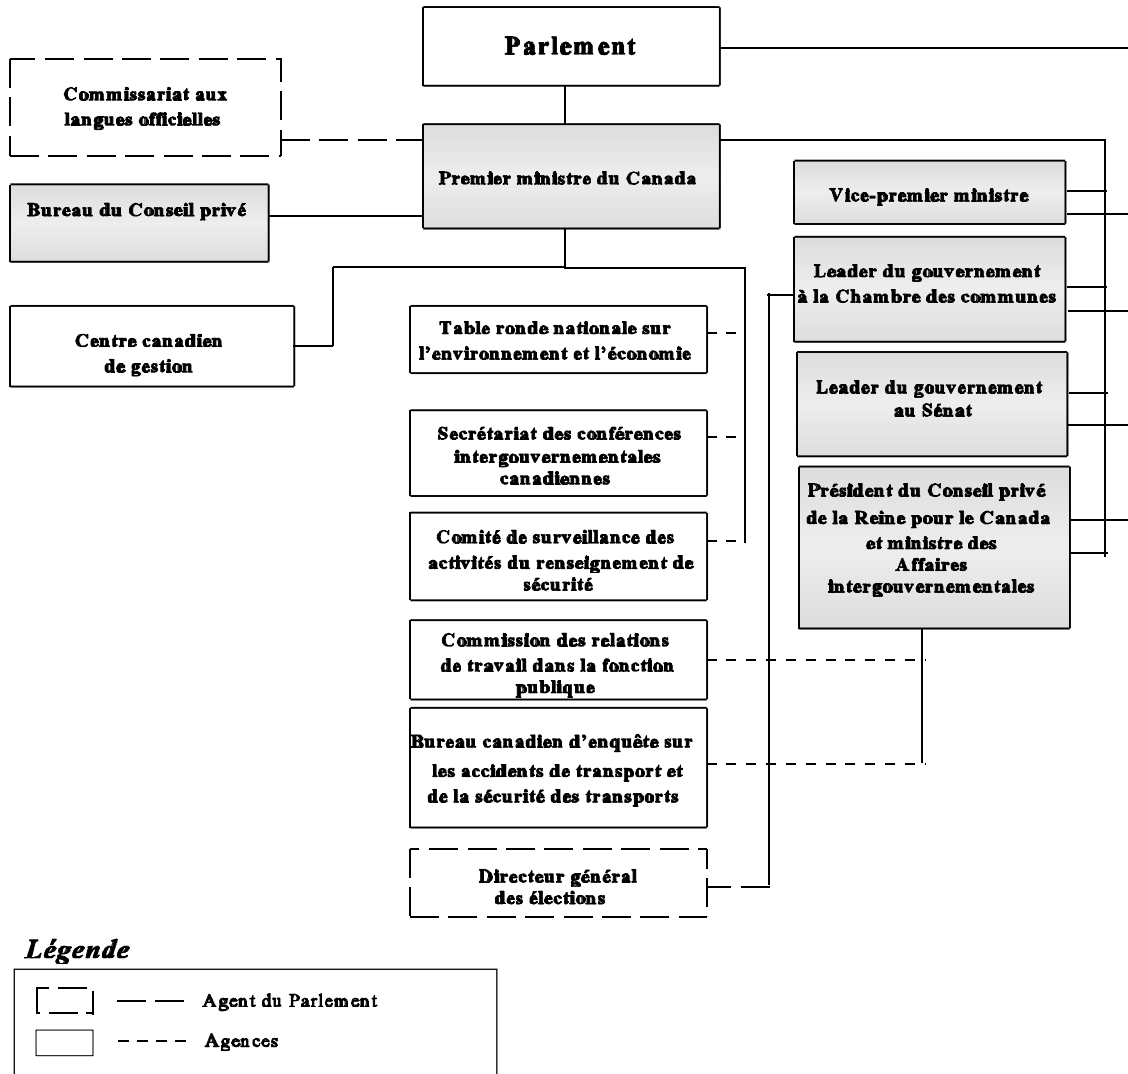 Parlement
Commissariat aux
langues officielles
Premier ministre du Canada
Bureau du Conseil privé
Vice-premier ministre
Leader du gouvernement
à la Chambre des communes
Centre canadien
de gestion
Table ronde nationale sur
l'environnement et l'économie
Leader du gouvernement
au Sénat
Secrétariat des conférences
intergouvernementales
canadiennes
Président du Conseil privé
de la Reine pour le Canada
et ministre des
Affaires
intergouvernementales
Comité de surveillance des
activités du renseignement de
sécurité
Commission des relations
de travail dans la fonction
publique
Bureau canadien d'enquête sur
les accidents de transport et
de la sécurité des transports
Directeur général
des élections
Légende
Agent du Parlement
Agences